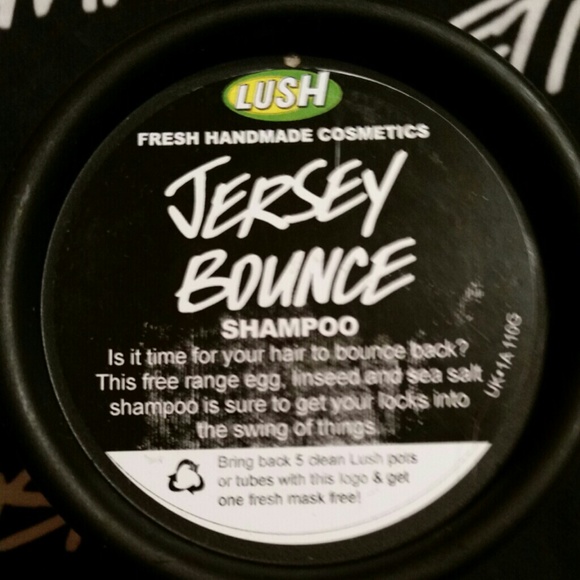 LUSH
FRESH HANDMADE COSMETICS
JERSEY
BOUNCE
SHAMPOO
Is it time for your hair to bounce back?
This free range egg, linseed and sea salt
shampoo is sure to get your locks into
the swing of things.
UK#1A 110G
Bring back 5 clean Lush pots
or tubes with this logo & get
one fresh mask free!